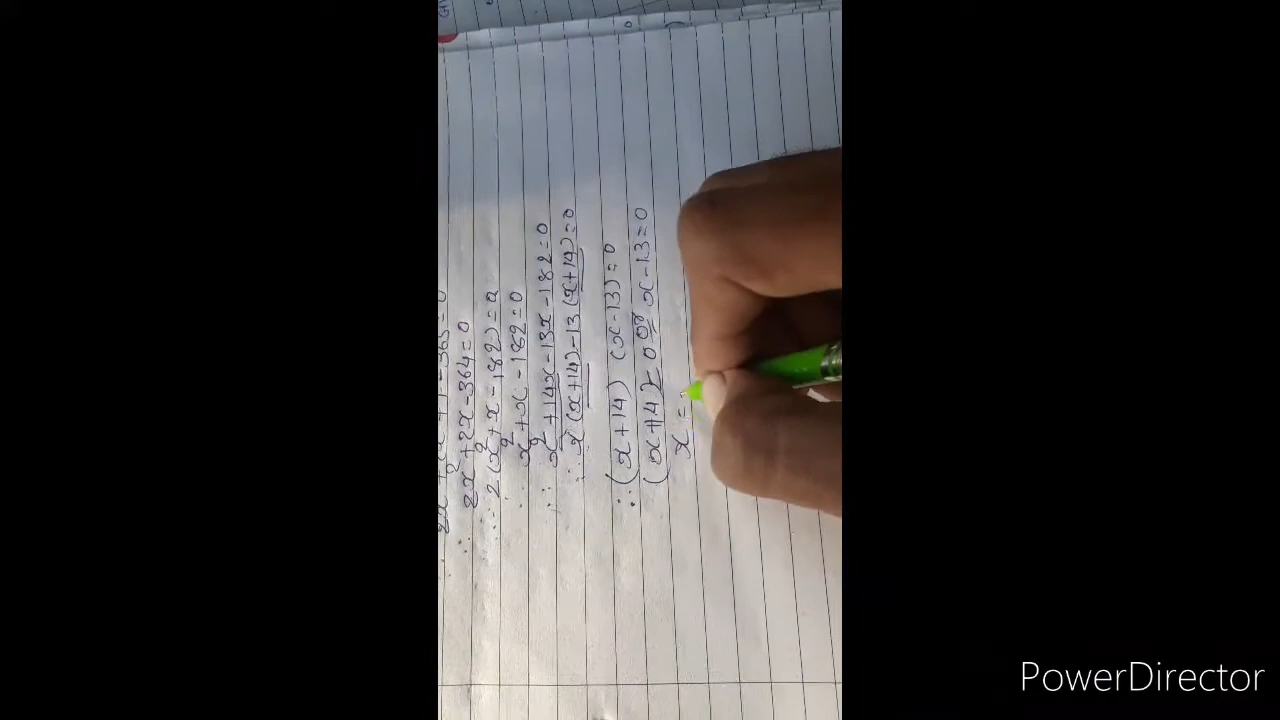 2x² + 2x - 364 = 0
∴ 2(x² + x - 182) = 0
∴ x² + x - 182 = 0
∴ x² + 14x - 13x - 182 = 0
∴ x(x+14) - 13(x+14) = 0
∴ (x+14) (x-13) = 0
(x+14) = 0 or x - 13 = 0
x =
PowerDirector